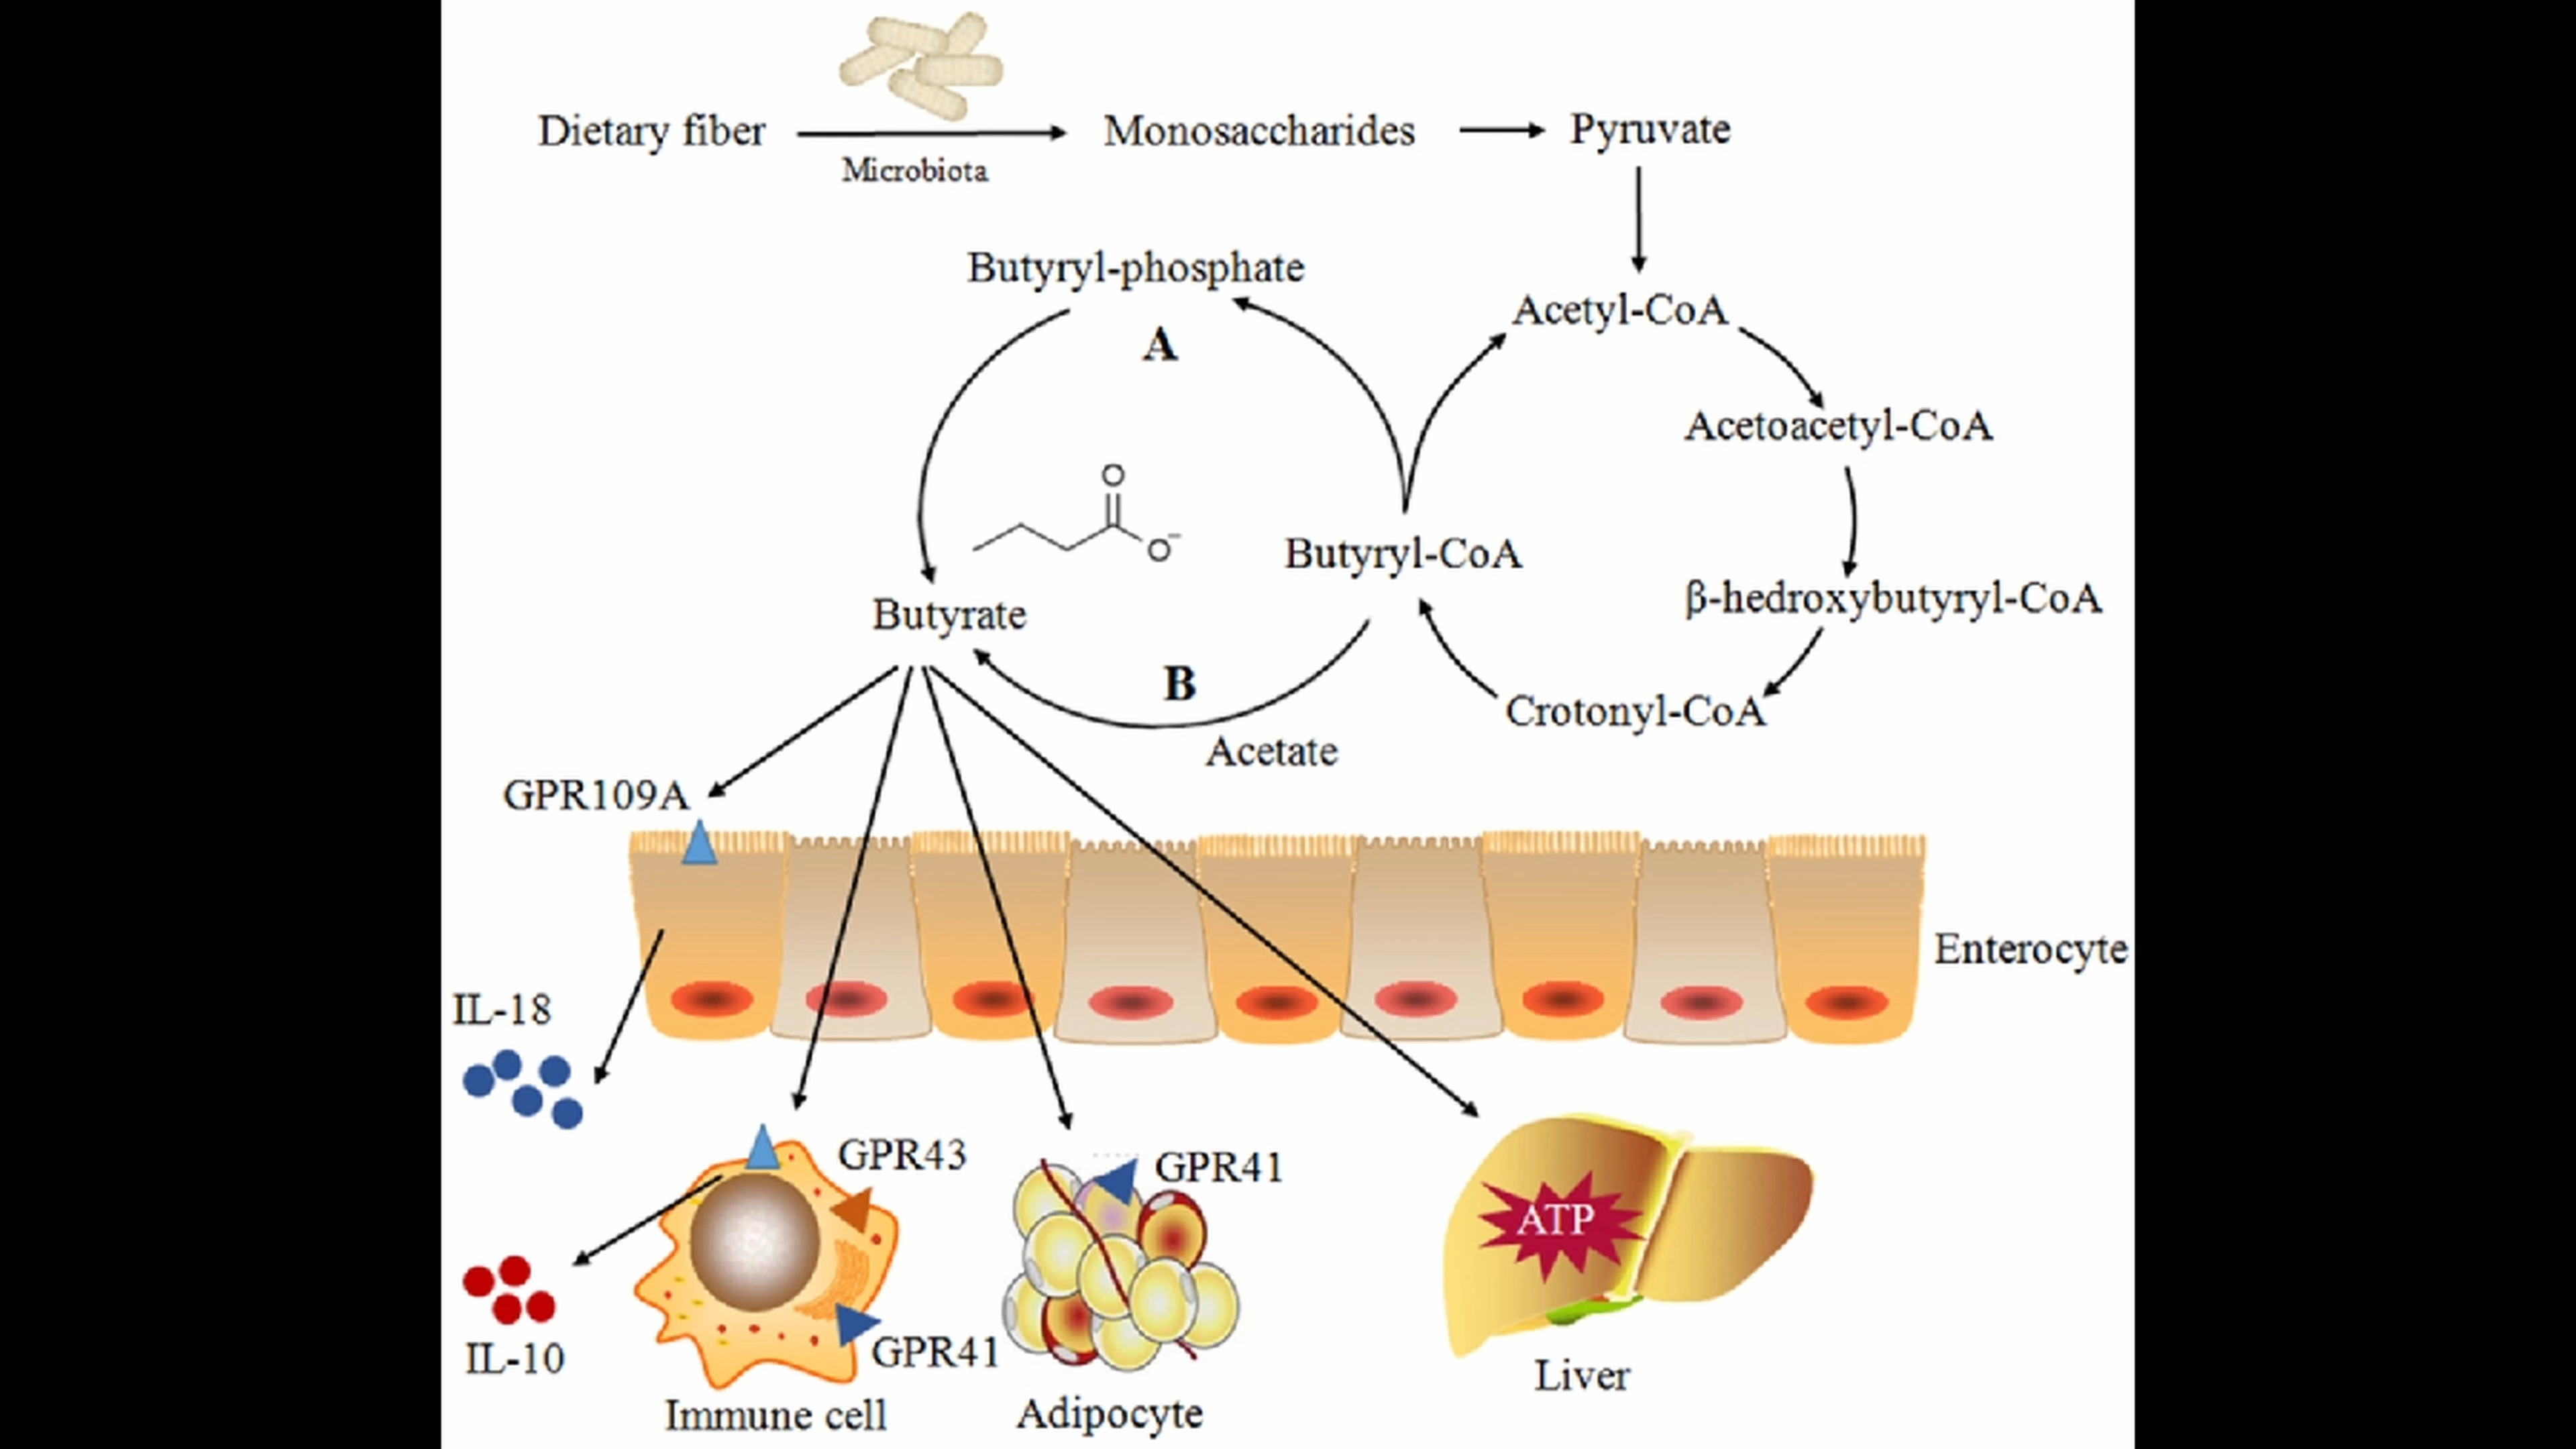 Dietary fiber
Microbiota
Monosaccharides
Pyruvate
Butyryl-phosphate
A
Acetyl-CoA
Acetoacetyl-CoA
O
O⁻
Butyryl-CoA
β-hedroxybutyryl-CoA
Butyrate
B
Crotonyl-CoA
Acetate
GPR109A
Enterocyte
IL-18
GPR43
GPR41
ATP
GPR41
IL-10
Liver
Immune cell
Adipocyte